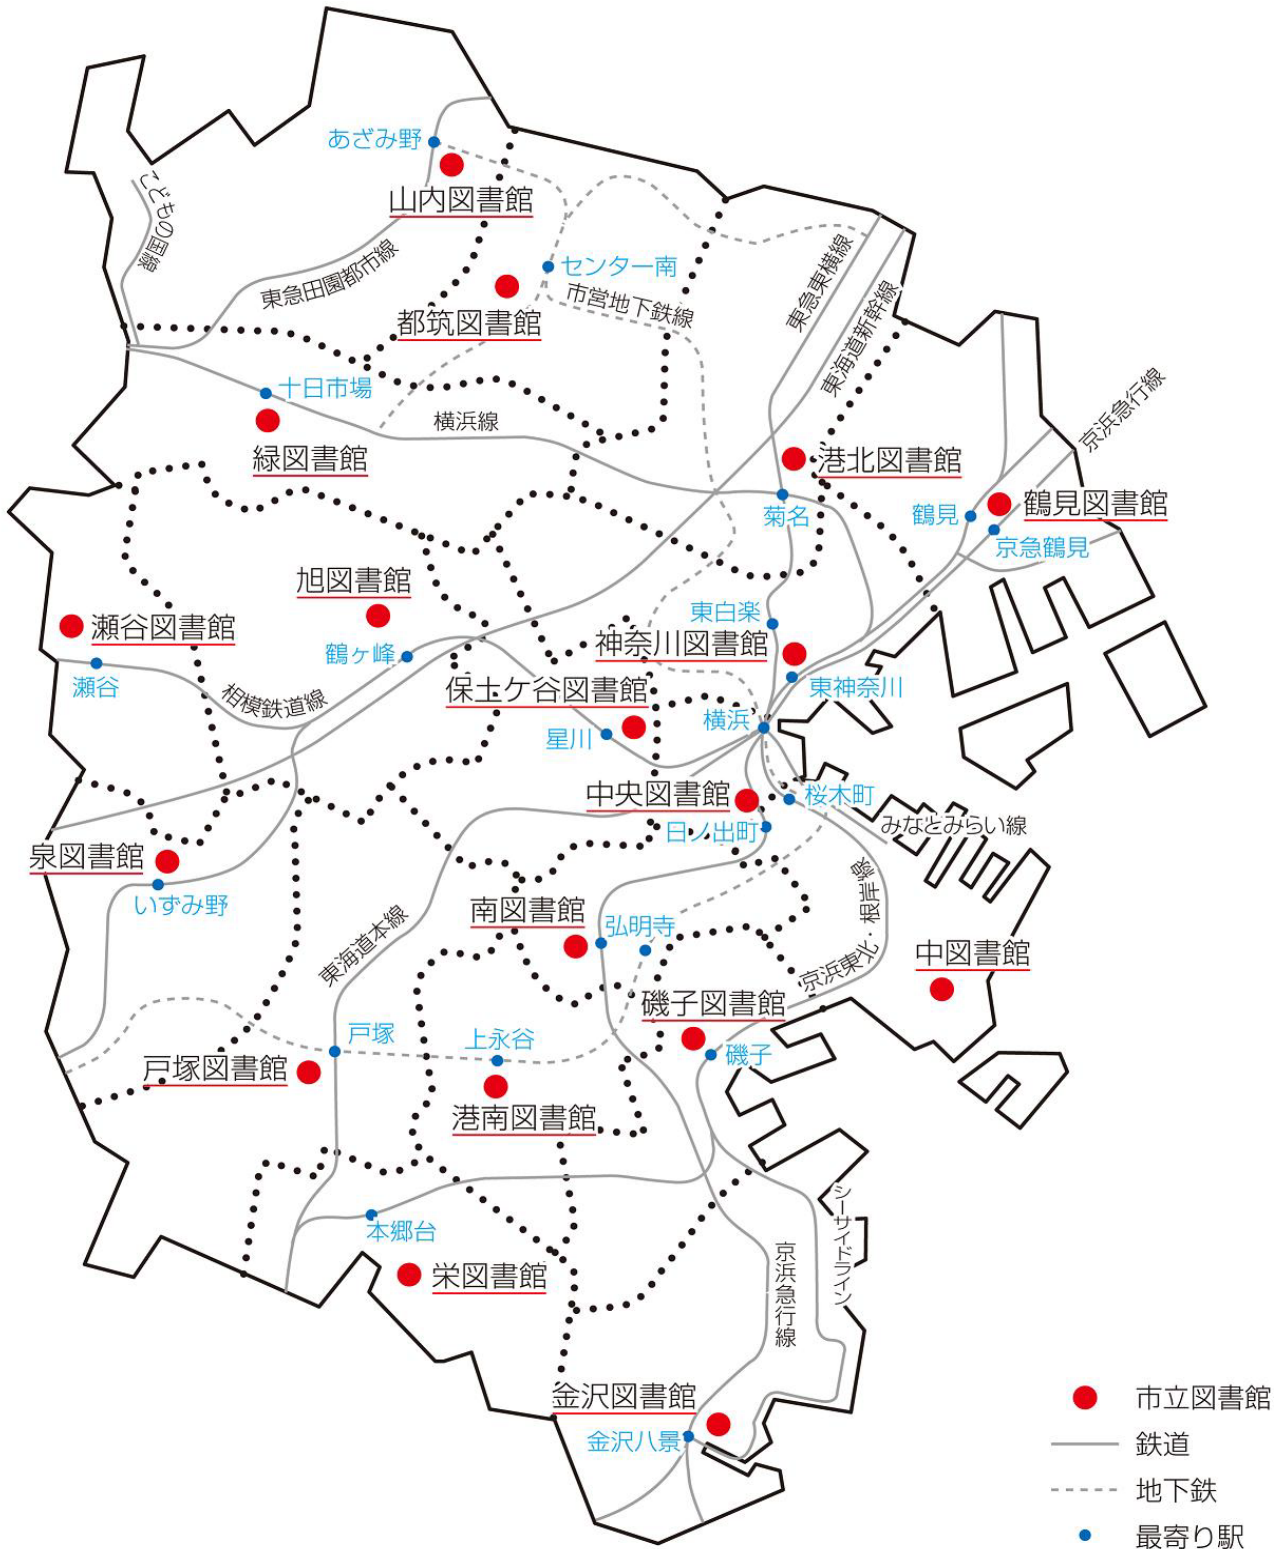 あざみ野
山内図書館
こどもの国線
東急田園都市線
センター南
都筑図書館
市営地下鉄線
東急東横線
東海道新幹線
十日市場
緑図書館
横浜線
京浜急行線
港北図書館
菊名
鶴見
鶴見図書館
京急鶴見
旭図書館
瀬谷図書館
瀬谷
鶴ヶ峰
東白楽
神奈川図書館
東神奈川
相模鉄道線
保土ケ谷図書館
星川
横浜
中央図書館
桜木町
日ノ出町
みなとみらい線
泉図書館
いずみ野
南図書館
弘明寺
東海道本線
京浜東北・根岸線
中図書館
磯子図書館
磯子
戸塚
戸塚図書館
上永谷
港南図書館
本郷台
栄図書館
シーサイドライン
京浜急行線
金沢図書館
金沢八景
市立図書館
鉄道
地下鉄
最寄り駅